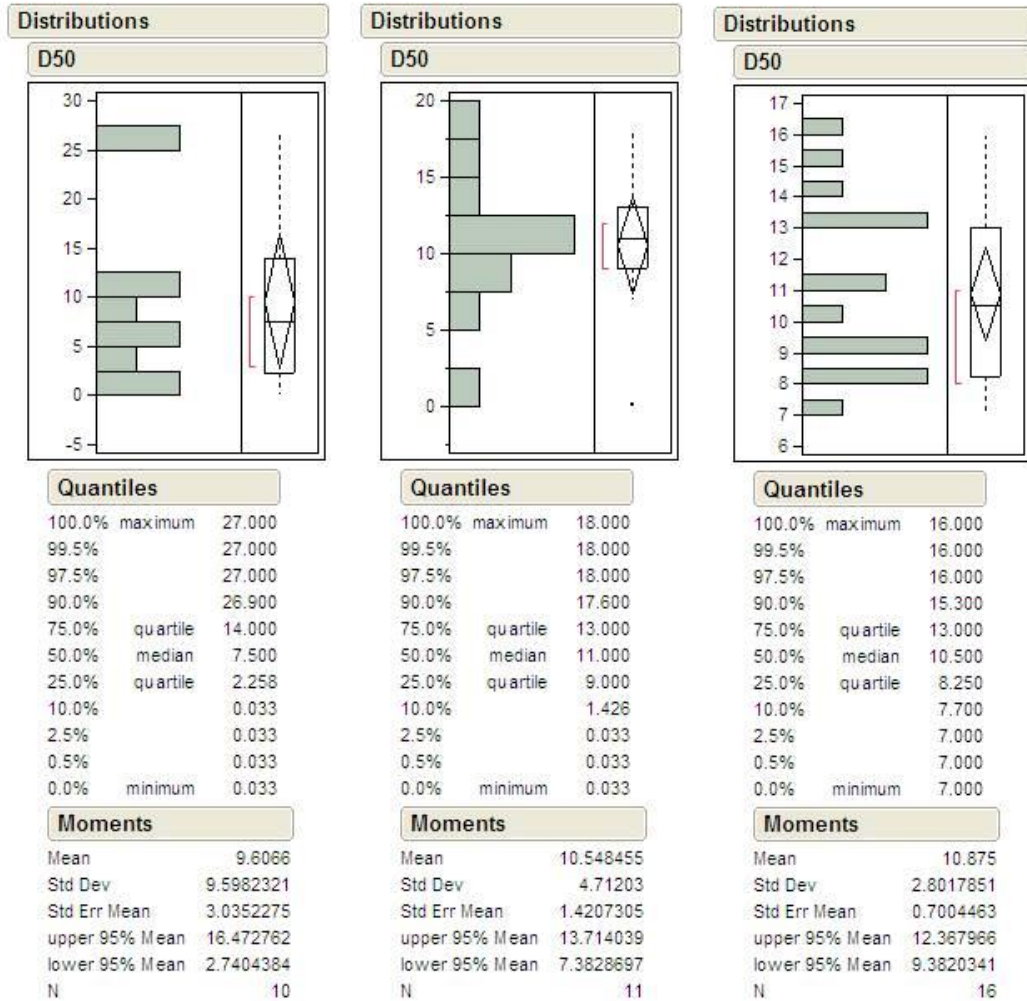 Distributions
D50
30
25
20
15
10
5
0
-5
Quantiles
100.0% maximum 27.000
99.5% 27.000
97.5% 27.000
90.0% 26.900
75.0% quartile 14.000
50.0% median 7.500
25.0% quartile 2.258
10.0% 0.033
2.5% 0.033
0.5% 0.033
0.0% minimum 0.033
Moments
Mean 9.6066
Std Dev 9.5982321
Std Err Mean 3.0352275
upper 95% Mean 16.472762
lower 95% Mean 2.7404384
N 10
Distributions
D50
20
15
10
5
0
Quantiles
100.0% maximum 18.000
99.5% 18.000
97.5% 18.000
90.0% 17.600
75.0% quartile 13.000
50.0% median 11.000
25.0% quartile 9.000
10.0% 1.426
2.5% 0.033
0.5% 0.033
0.0% minimum 0.033
Moments
Mean 10.548455
Std Dev 4.71203
Std Err Mean 1.4207305
upper 95% Mean 13.714039
lower 95% Mean 7.3828697
N 11
Distributions
D50
17
16
15
14
13
12
11
10
9
8
7
6
Quantiles
100.0% maximum 16.000
99.5% 16.000
97.5% 16.000
90.0% 15.300
75.0% quartile 13.000
50.0% median 10.500
25.0% quartile 8.250
10.0% 7.700
2.5% 7.000
0.5% 7.000
0.0% minimum 7.000
Moments
Mean 10.875
Std Dev 2.8017851
Std Err Mean 0.7004463
upper 95% Mean 12.367966
lower 95% Mean 9.3820341
N 16